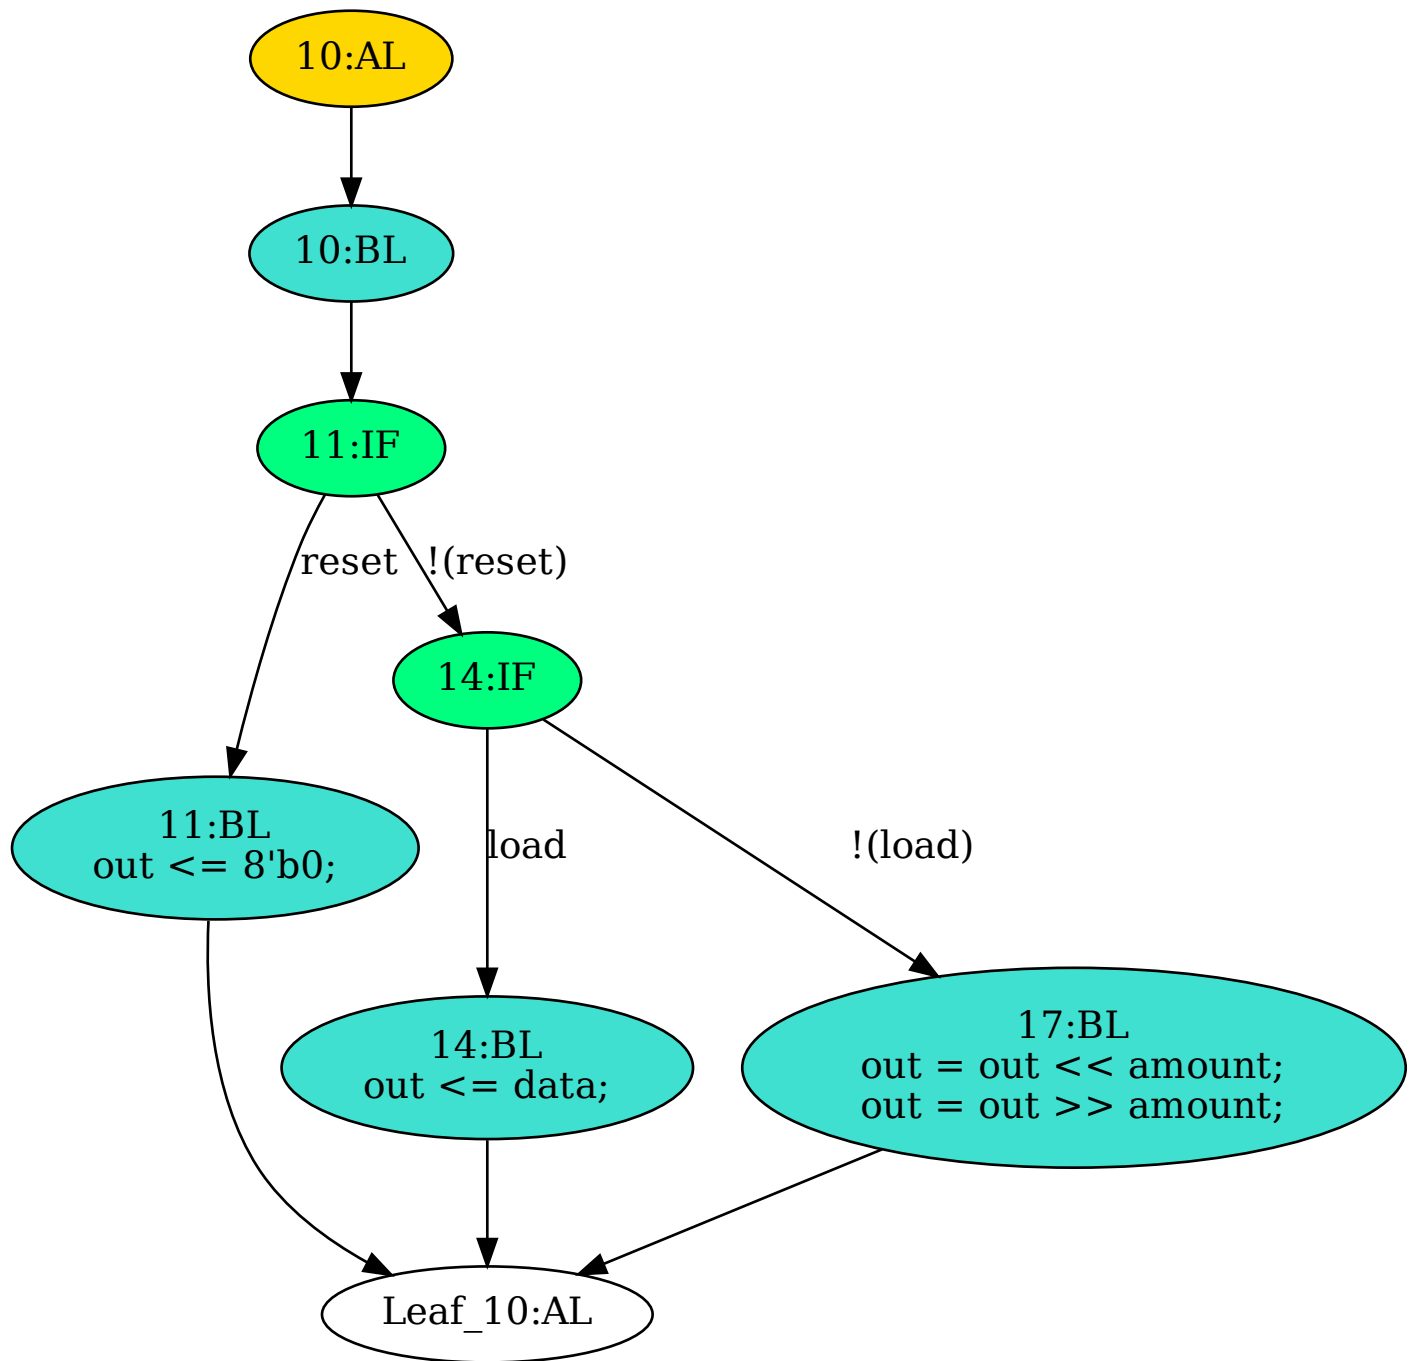 10:AL
10:BL
11:IF
reset
!(reset)
14:IF
11:BL
out <= 8'b0;
load
!(load)
14:BL
out <= data;
17:BL
out = out << amount;
out = out >> amount;
Leaf_10:AL